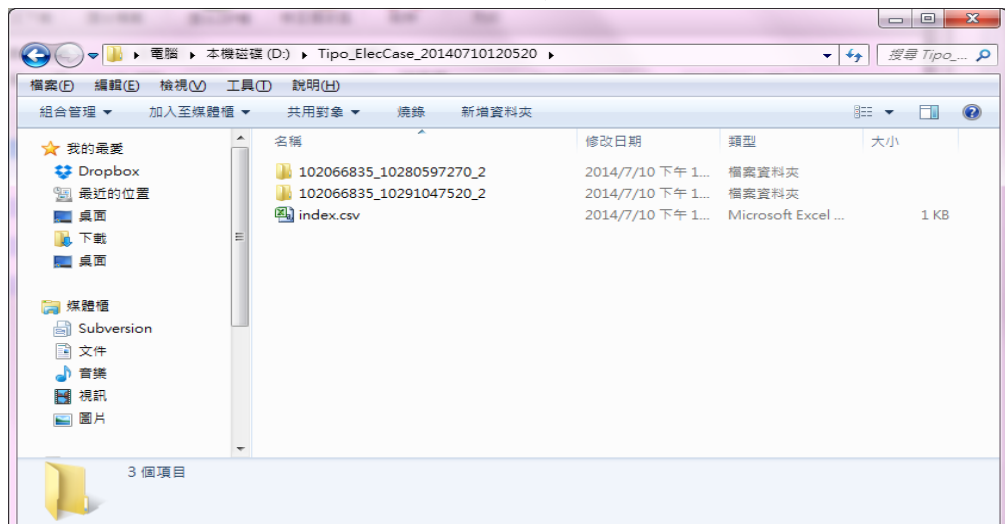 電腦 ▸ 本機磁碟 (D:) ▸ Tipo_ElecCase_20140710120520 ▸ 搜尋 Tipo_...
檔案(F) 編輯(E) 檢視(V) 工具(T) 說明(H)
組合管理 加入至媒體櫃 共用對象 燒錄 新增資料夾
名稱 修改日期 類型 大小
我的最愛
Dropbox
最近的位置
桌面
下載
桌面
媒體櫃
Subversion
文件
音樂
視訊
圖片
102066835_10280597270_2 2014/7/10 下午 1... 檔案資料夾
102066835_10291047520_2 2014/7/10 下午 1... 檔案資料夾
index.csv 2014/7/10 下午 1... Microsoft Excel ... 1 KB
3 個項目